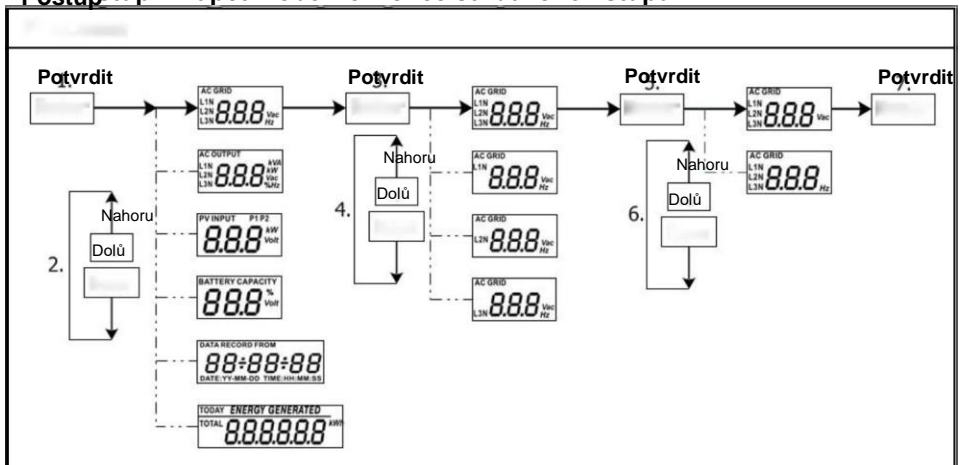 Postup
Potvrdit
1.
AC GRID
L1N
L2N
L3N
8.8.8
Vac
Hz
AC OUTPUT
L1N
L2N
L3N
8.8.8
kVA
kW
Vac
%Hz
PV INPUT P1 P2
8.8.8
kW
Volt
BATTERY CAPACITY
88.8
%
Volt
DATA RECORD FROM
88:88:88
DATE:YY-MM-DD TIME:HH:MM:SS
TODAY ENERGY GENERATED
TOTAL 8.8.8.8.8.8 kWh
2.
Nahoru
Dolů
Potvrdit
3.
AC GRID
L1N
L2N
L3N
8.8.8
Vac
Hz
AC GRID
L1N
8.8.8
Vac
Hz
AC GRID
L2N
8.8.8
Vac
Hz
AC GRID
L3N
8.8.8
Vac
Hz
4.
Nahoru
Dolů
Potvrdit
5.
AC GRID
L1N
L2N
L3N
8.8.8
Vac
AC GRID
L1N
L2N
L3N
8.8.8
Hz
6.
Nahoru
Dolů
Potvrdit
7.